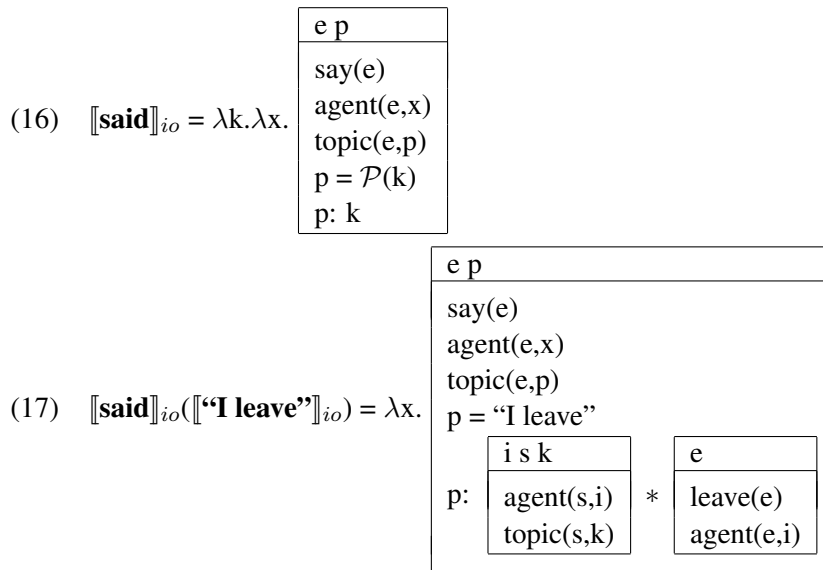 e p
say(e)
agent(e,x)
(16) ⟦said⟧io = λk.λx. topic(e,p)
p = 𝒫(k)
p: k
e p
say(e)
agent(e,x)
topic(e,p)
(17) ⟦said⟧io(⟦“I leave”⟧io) = λx. p = “I leave”
i s k e
p: agent(s,i) * leave(e)
topic(s,k) agent(e,i)